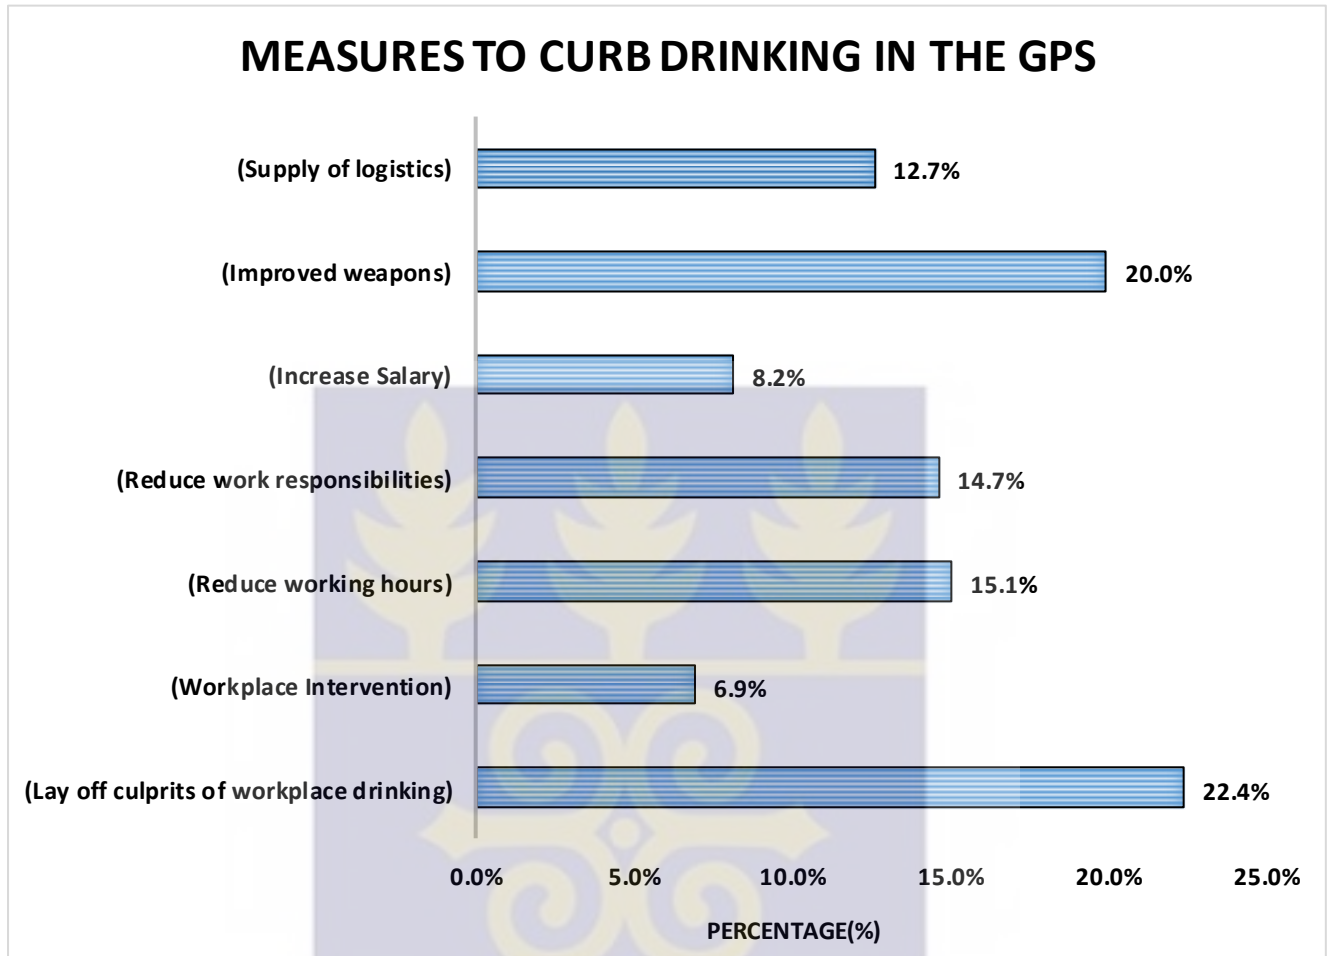 MEASURES TO CURB DRINKING IN THE GPS
(Supply of logistics)
12.7%
(Improved weapons)
20.0%
(Increase Salary)
8.2%
(Reduce work responsibilities)
14.7%
(Reduce working hours)
15.1%
(Workplace Intervention)
6.9%
(Lay off culprits of workplace drinking)
22.4%
0.0% 5.0% 10.0% 15.0% 20.0% 25.0%
PERCENTAGE(%)